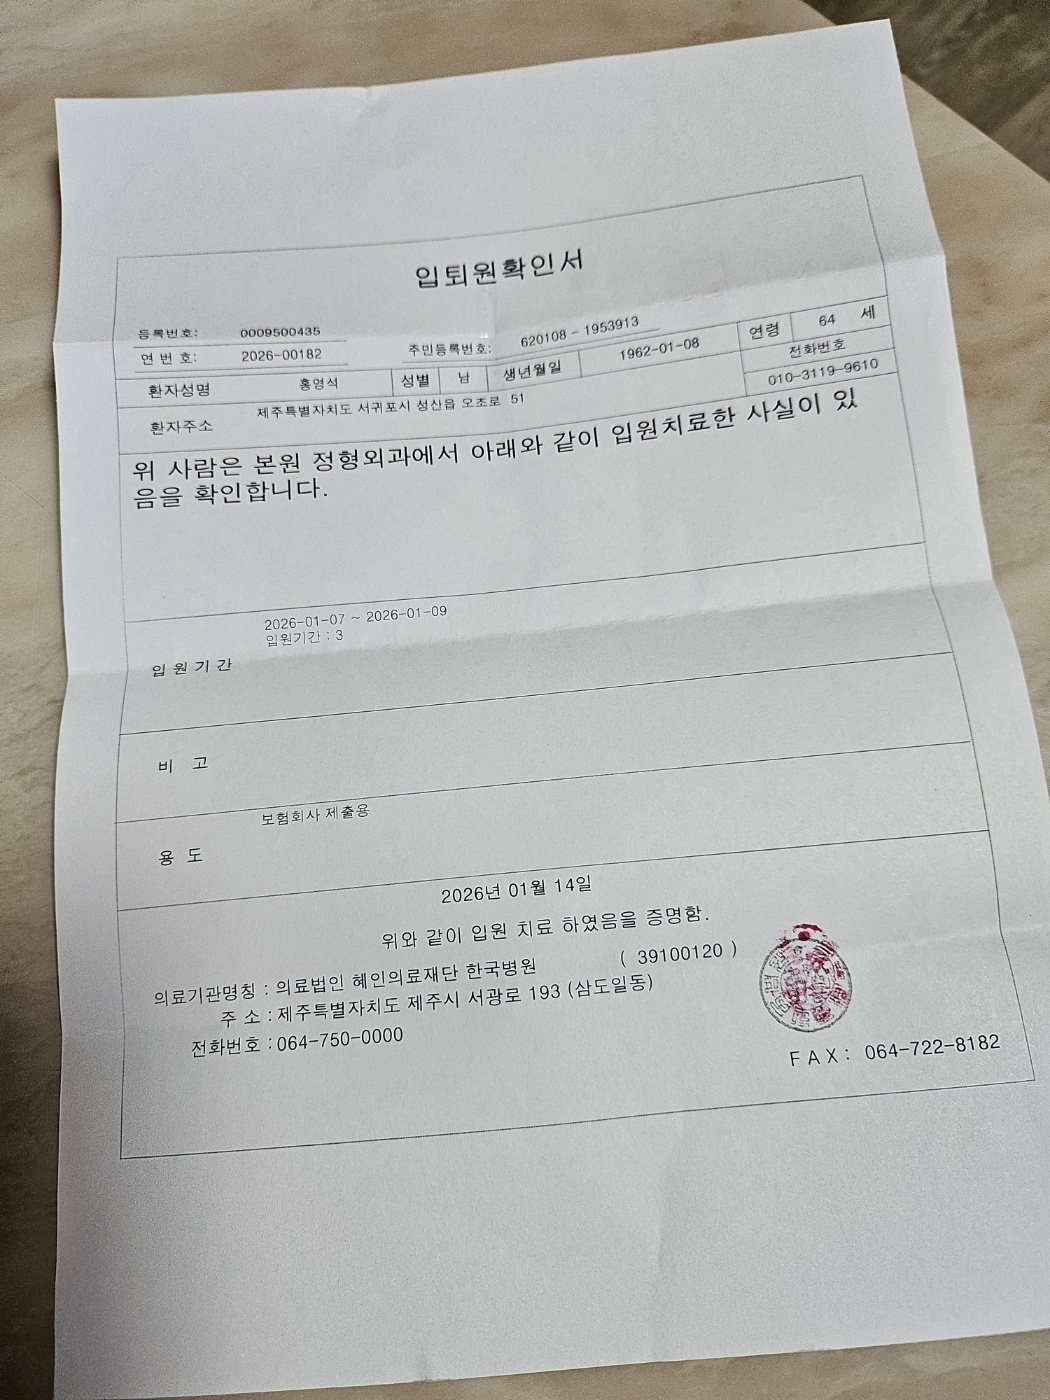 입퇴원확인서
등록번호: 0009500435
연 번 호: 2026-00182
주민등록번호: 620108 - 1953913
환자성명 홍영석 성별 남 생년월일 1962-01-08 연령 64 세
전화번호
010-3119-9610
환자주소 제주특별자치도 서귀포시 성산읍 오조로 51
위 사람은 본원 정형외과에서 아래와 같이 입원치료한 사실이 있
음을 확인합니다.
2026-01-07 ~ 2026-01-09
입원기간 : 3
입 원 기 간
비 고
보험회사 제출용
용 도
2026년 01월 14일
위와 같이 입원 치료 하였음을 증명함.
의료기관명칭 : 의료법인 혜인의료재단 한국병원 ( 39100120 )
주 소 : 제주특별자치도 제주시 서광로 193 (삼도일동)
전화번호 : 064-750-0000
F A X : 064-722-8182